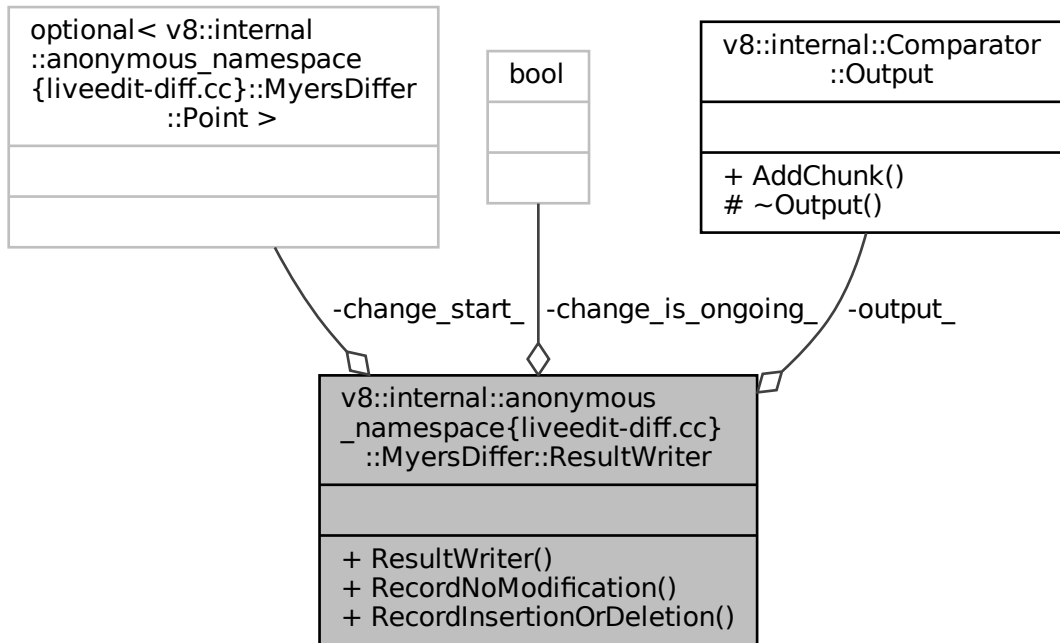 optional< v8::internal
::anonymous_namespace
{liveedit-diff.cc}::MyersDiffer
::Point >
bool
v8::internal::Comparator
::Output
+ AddChunk()
# ~Output()
-change_start_
-change_is_ongoing_
-output_
v8::internal::anonymous
_namespace{liveedit-diff.cc}
::MyersDiffer::ResultWriter
+ ResultWriter()
+ RecordNoModification()
+ RecordInsertionOrDeletion()